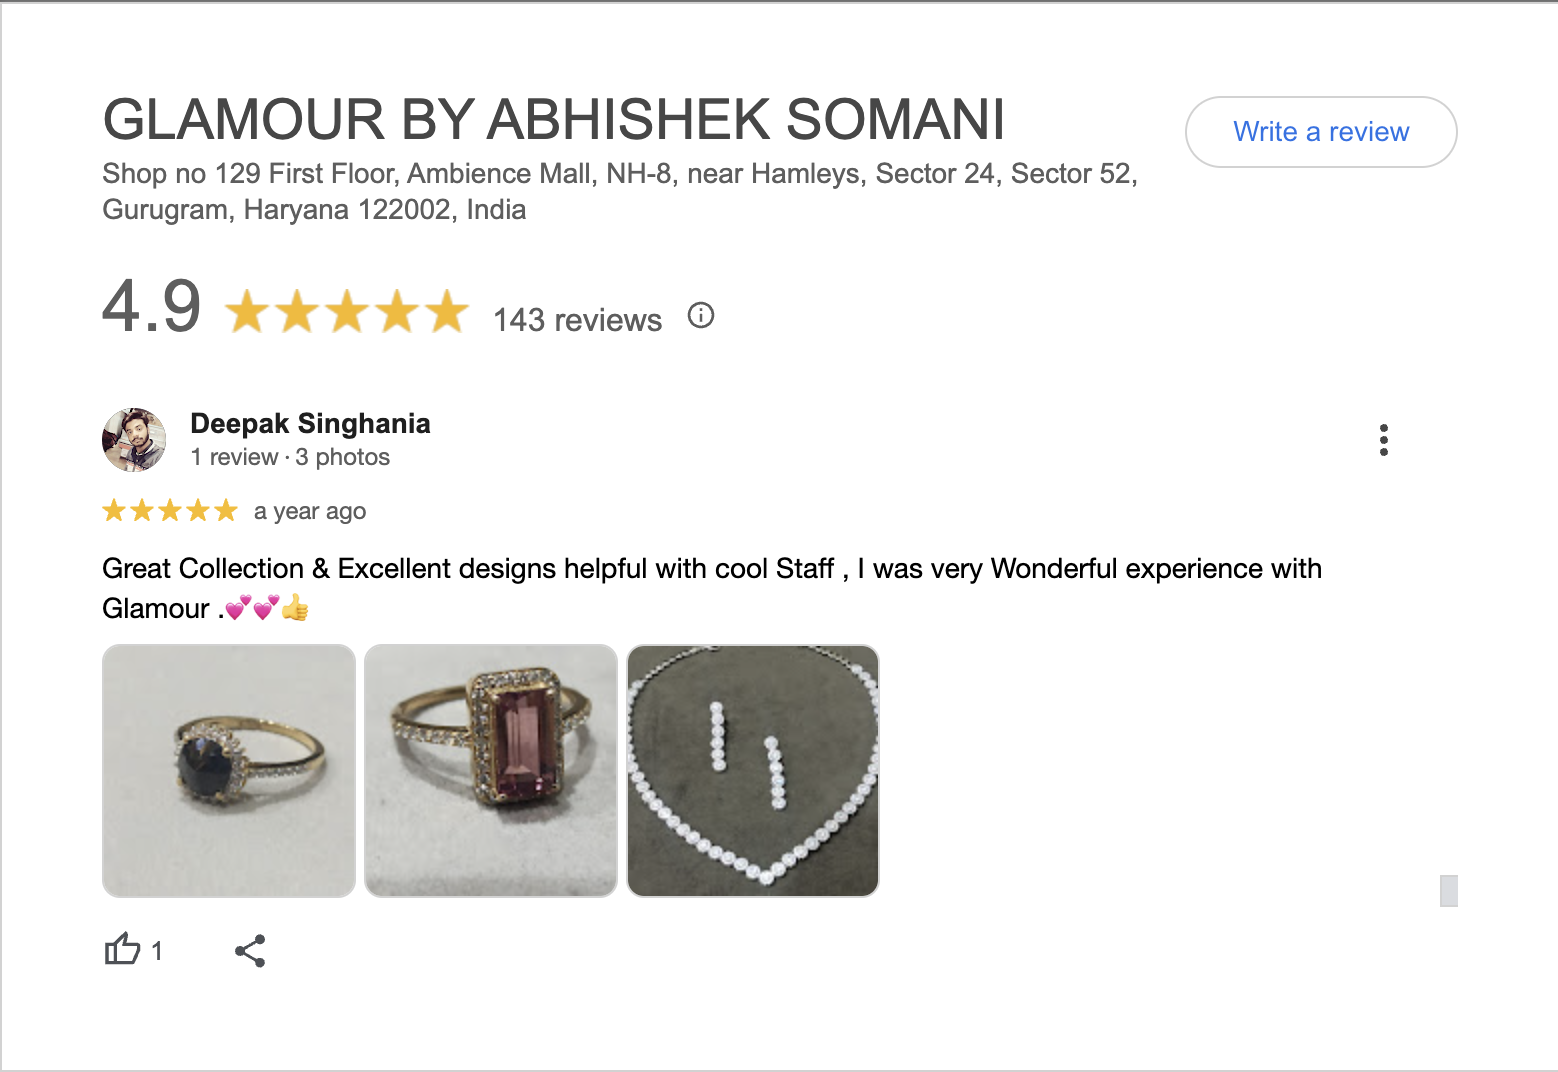 GLAMOUR BY ABHISHEK SOMANI
Write a review
Shop no 129 First Floor, Ambience Mall, NH-8, near Hamleys, Sector 24, Sector 52,
Gurugram, Haryana 122002, India
4.9 ★★★★★ 143 reviews
Deepak Singhania
1 review · 3 photos
★★★★★ a year ago
Great Collection & Excellent designs helpful with cool Staff , I was very Wonderful experience with
Glamour .💕💕👍
1